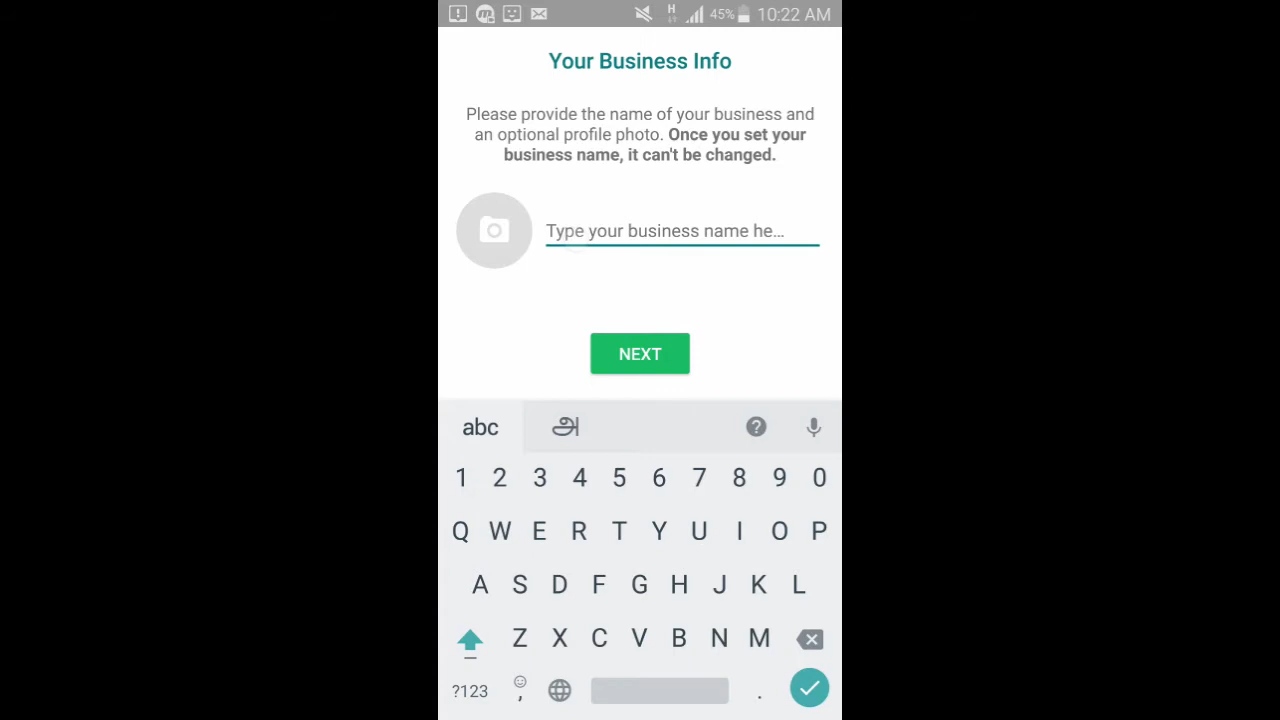 H
45%
10:22 AM
Your Business Info
Please provide the name of your business and
an optional profile photo. Once you set your
business name, it can't be changed.
Type your business name he...
NEXT
abc
அ
1 2 3 4 5 6 7 8 9 0
Q W E R T Y U I O P
A S D F G H J K L
Z X C V B N M
?123 , .